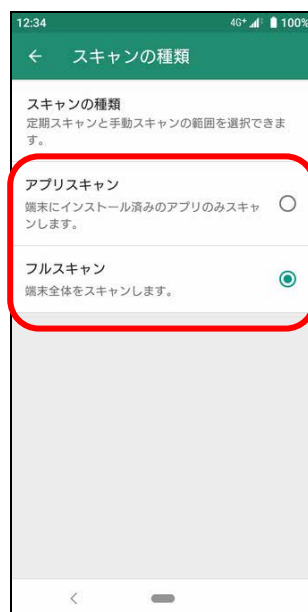 12:34 4G+ 100%
スキャンの種類
スキャンの種類
定期スキャンと手動スキャンの範囲を選択できま
す。
アプリスキャン
端末にインストール済みのアプリのみスキャ
ンします。
フルスキャン
端末全体をスキャンします。